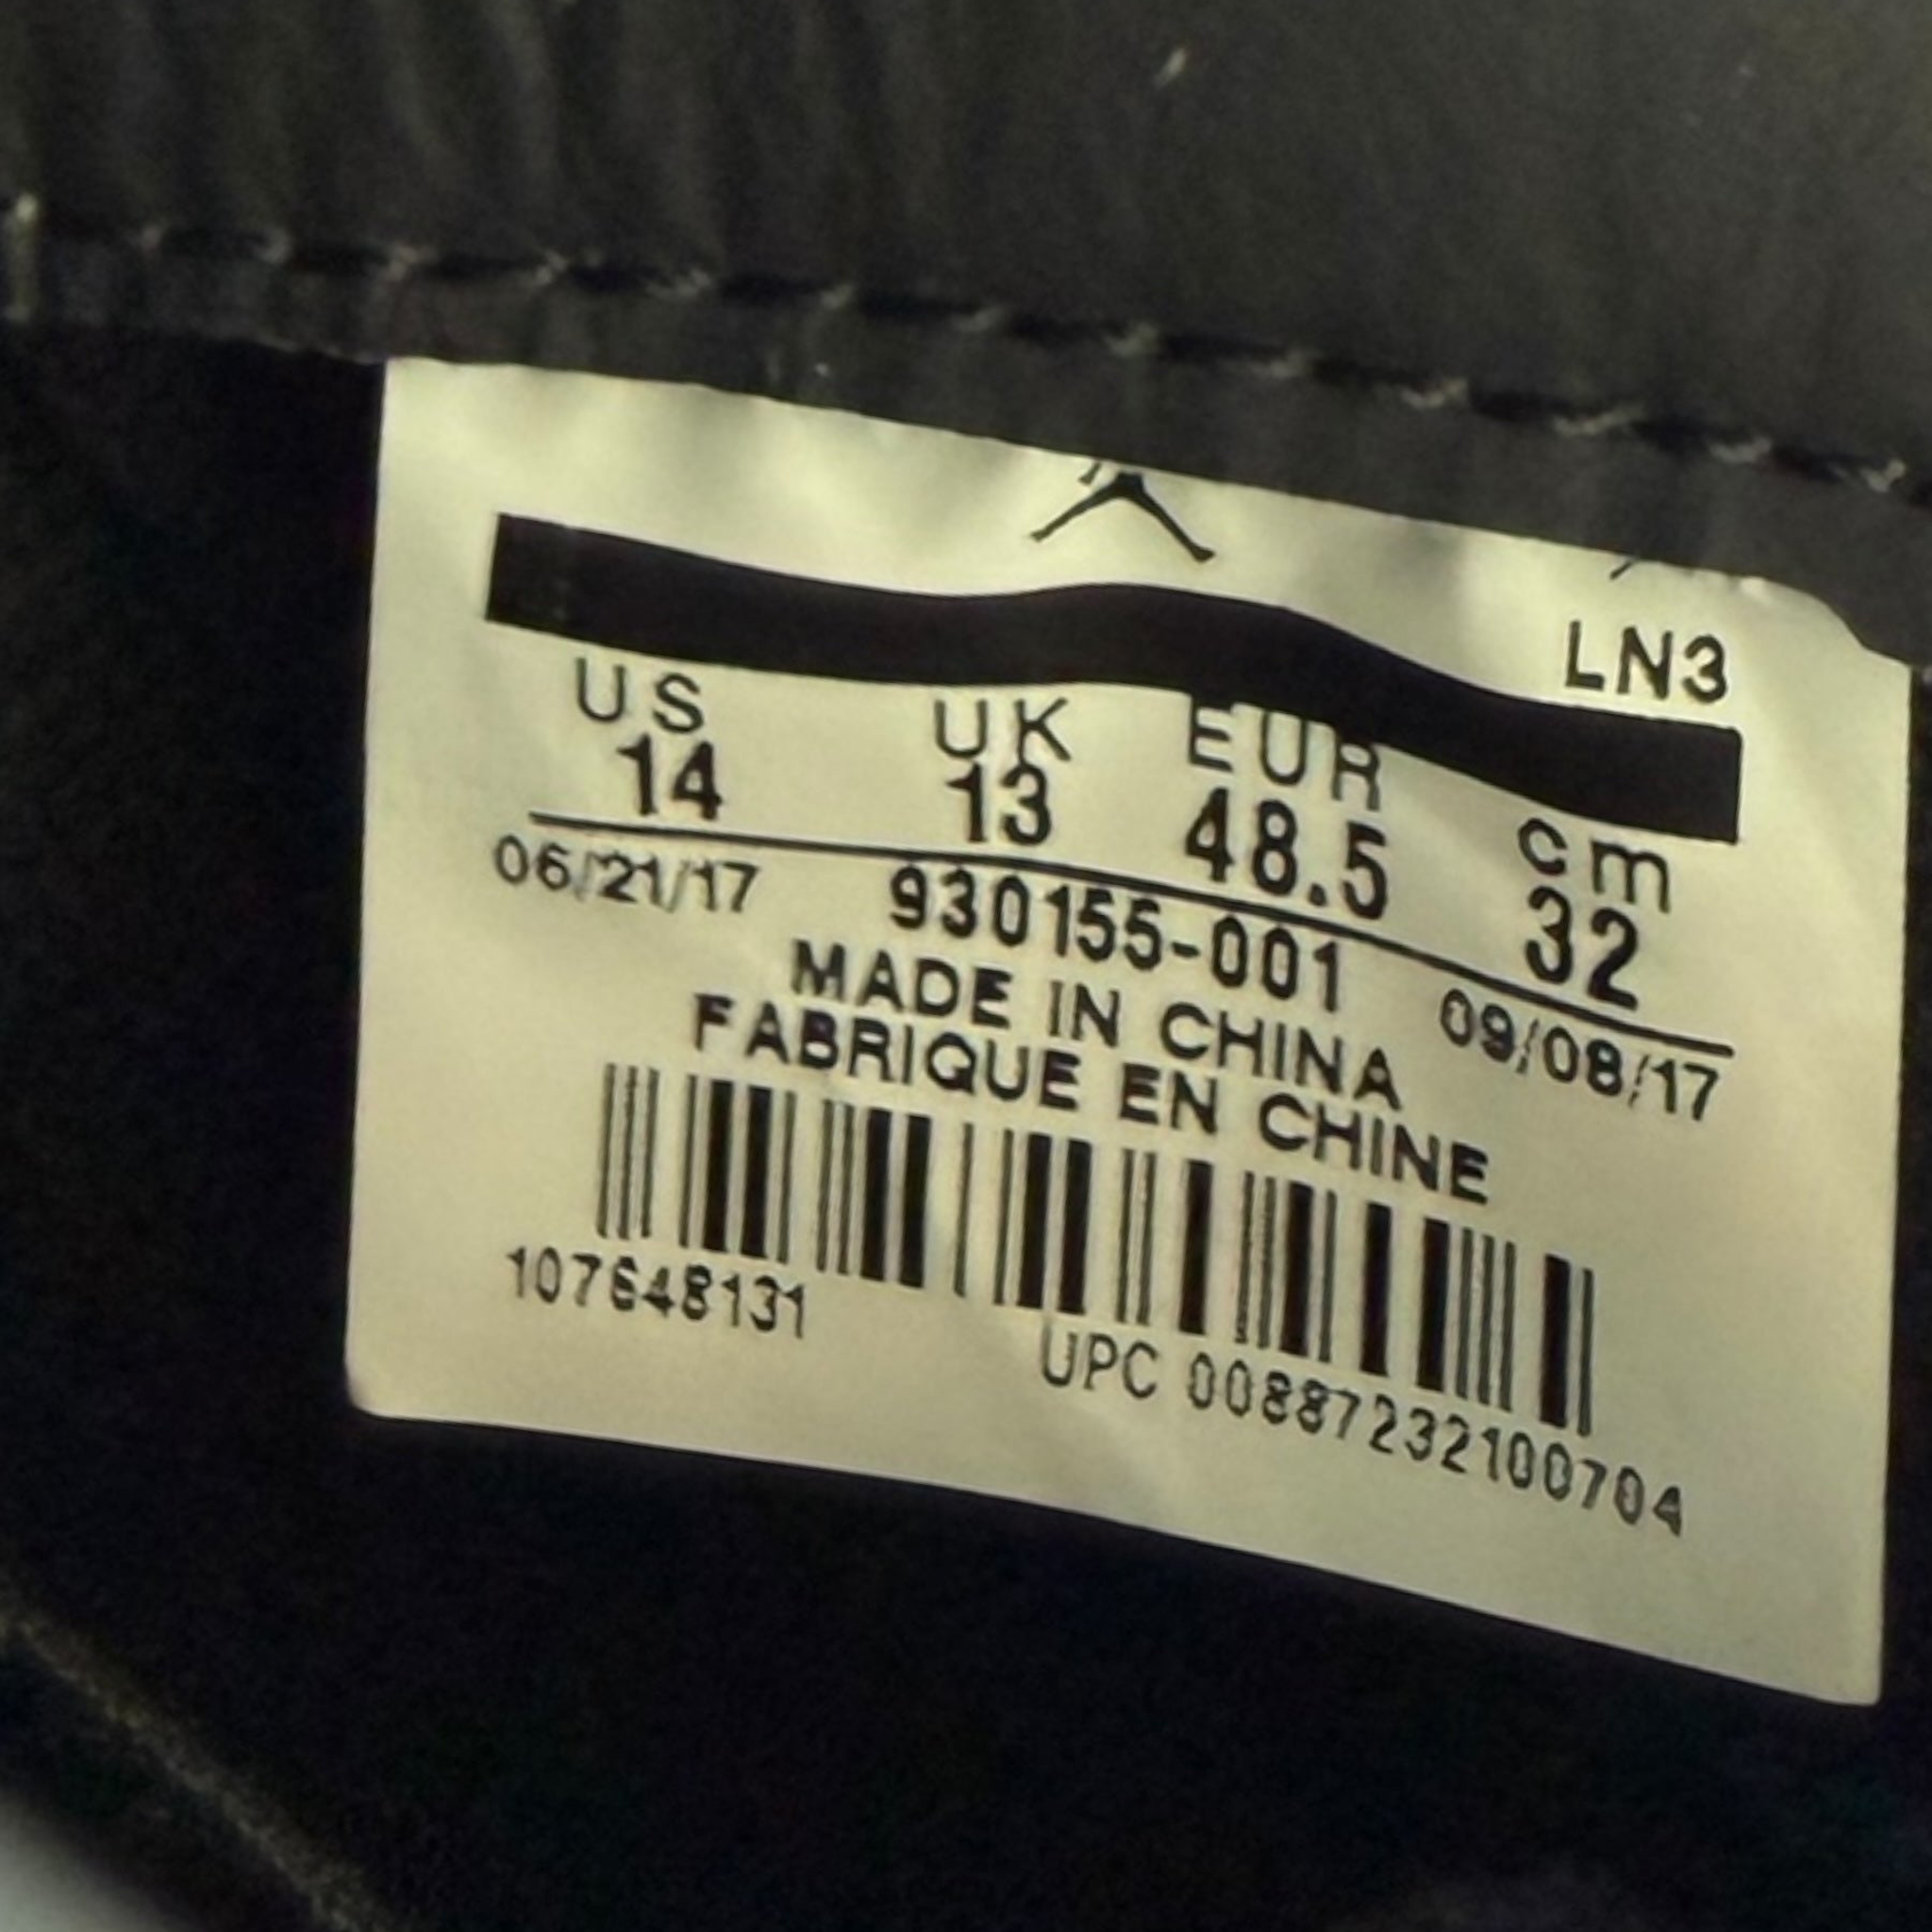 LN3
US UK EUR cm
14 13 48.5 32
06/21/17 930155-001 09/08/17
MADE IN CHINA
FABRIQUE EN CHINE
107648131 UPC 00887232100704